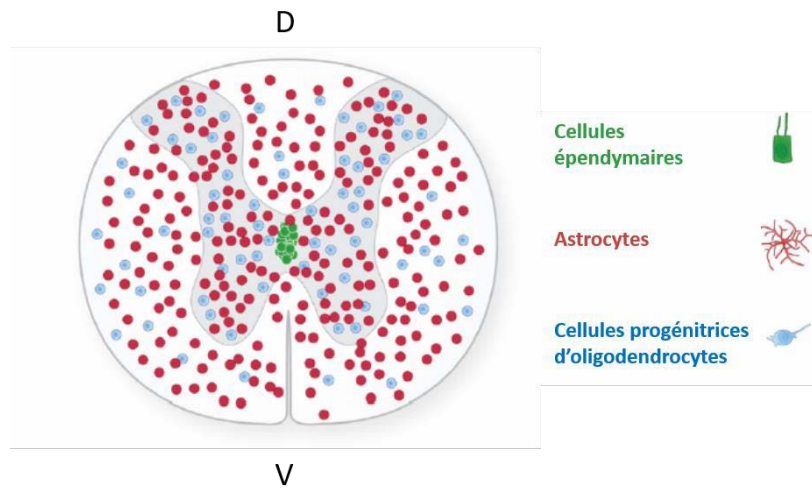 D
Cellules
épendymaires
Astrocytes
Cellules progénitrices
d'oligodendrocytes
V